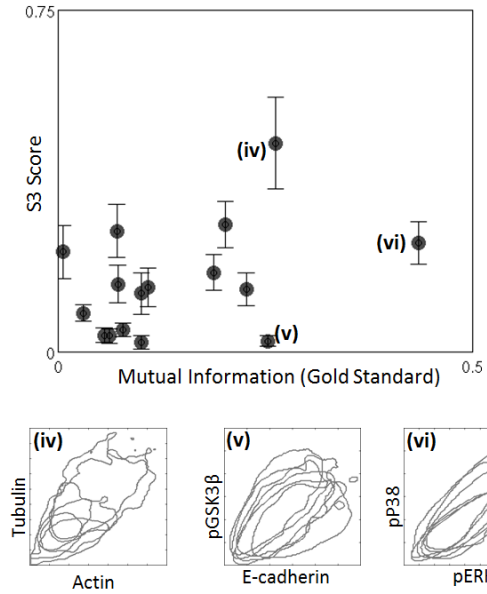 0.75
S3 Score
(iv)
(vi)
(v)
0
0
0.5
Mutual Information (Gold Standard)
(iv)
(v)
(vi)
Tubulin
pGSK3β
pP38
Actin
E-cadherin